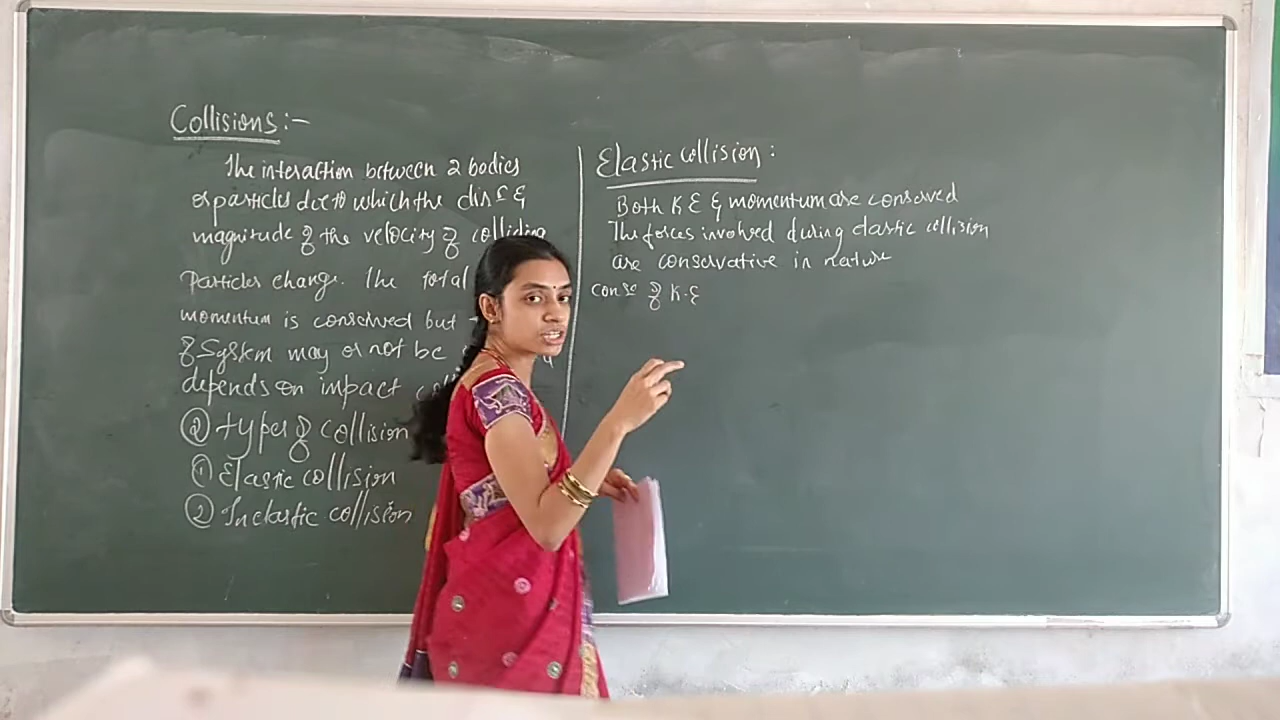 Collisions :-
The interaction between 2 bodies
or particles due to which the dirⁿ &
magnitude of the velocity of colliding
particles change. The total
momentum is conserved but
of System may or not be
depends on impact
② types of collision
① Elastic collision
② Inelastic collision
Elastic collision :
Both K E & momentum are conserved
The forces involved during elastic collision
are conservative in nature
of K.E